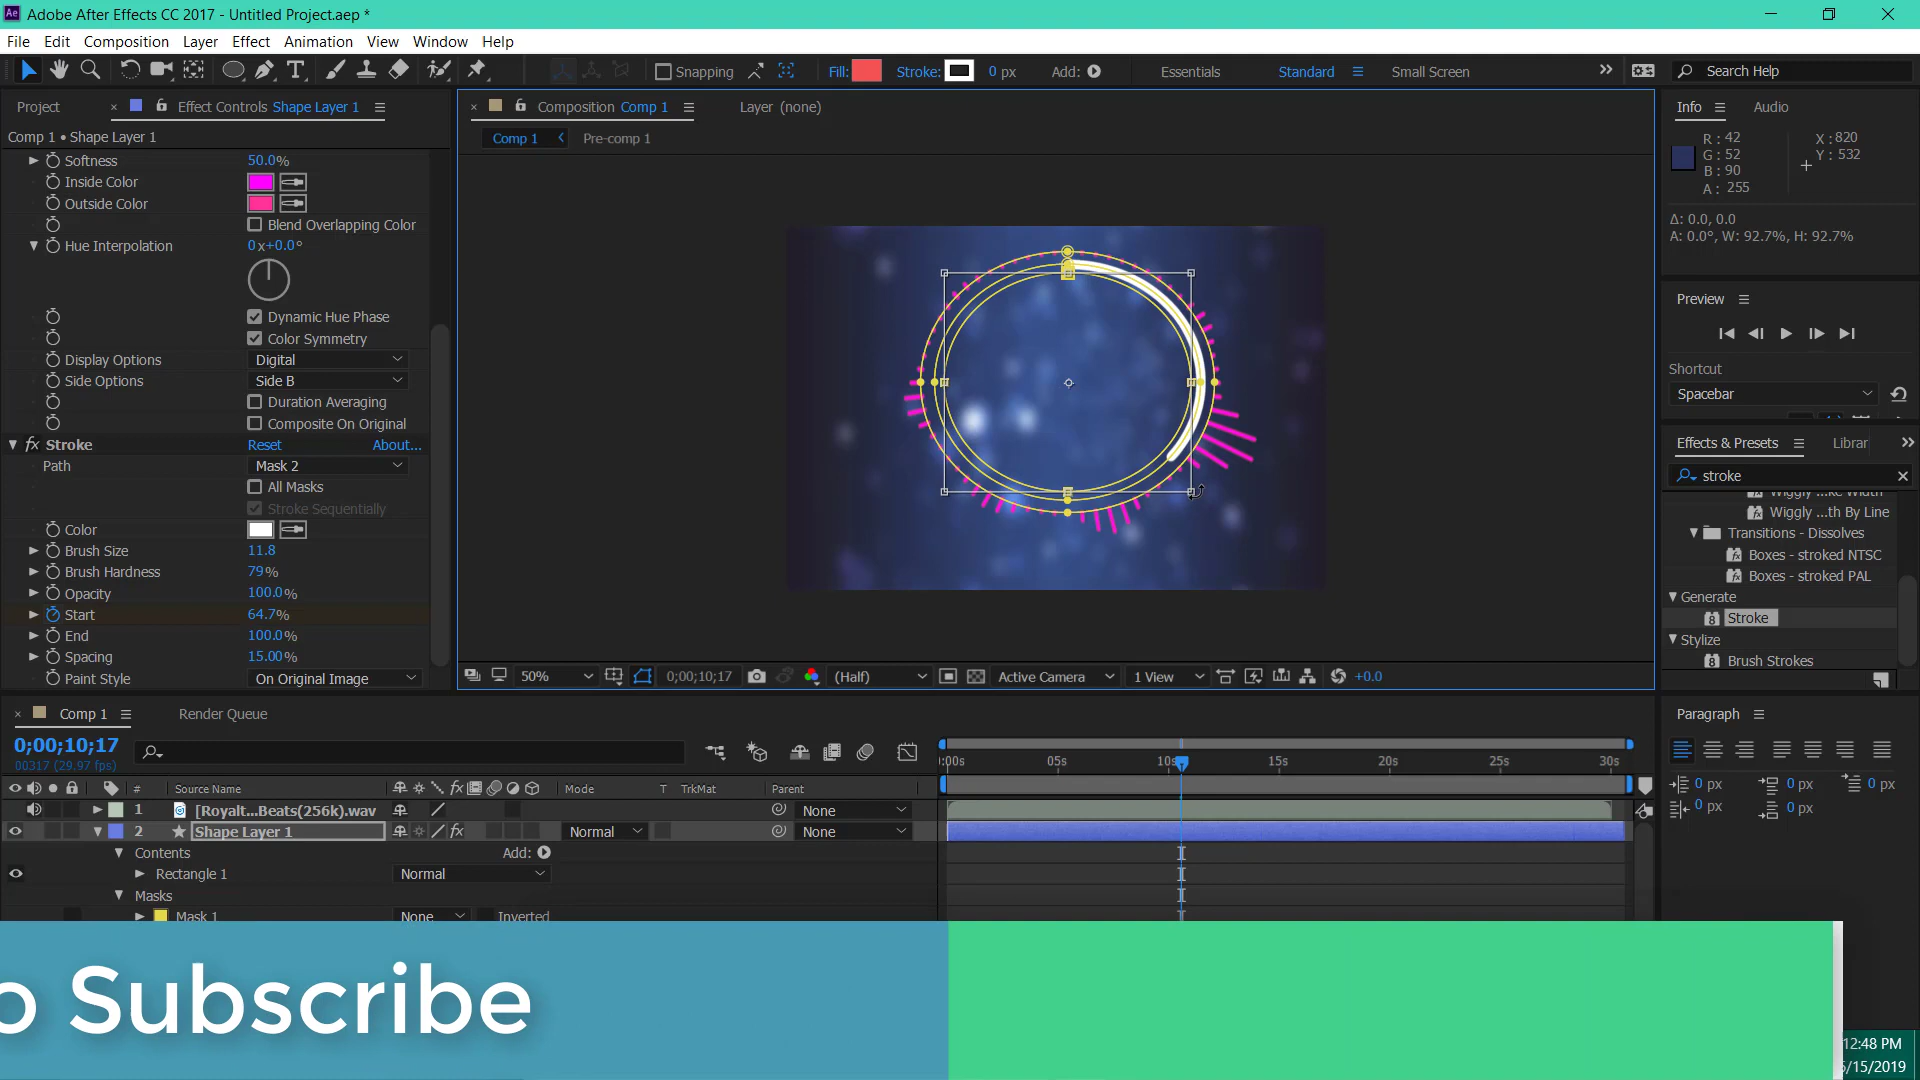 Ae Adobe After Effects CC 2017 - Untitled Project.aep *
File Edit Composition Layer Effect Animation View Window Help
Snapping Fill: Stroke: 0 px Add: Essentials Standard Small Screen Search Help
Project Effect Controls Shape Layer 1 Composition Comp 1 Layer (none) Info Audio
Comp 1 • Shape Layer 1 Comp 1 Pre-comp 1 R : 42 X : 820
G : 52 Y : 532
B : 90
A : 255
Softness 50.0%
Inside Color
Outside Color
Blend Overlapping Color Δ: 0.0, 0.0
Hue Interpolation 0 x+0.0° A: 0.0°, W: 92.7%, H: 92.7%
Preview
Dynamic Hue Phase
Color Symmetry
Display Options Digital Shortcut
Side Options Side B Spacebar
Duration Averaging
Composite On Original
fx Stroke Reset About... Effects & Presets Librar
Path Mask 2 stroke
All Masks
Stroke Sequentially Wiggly ...th By Line
Color Transitions - Dissolves
Brush Size 11.8 Boxes - stroked NTSC
Brush Hardness 79% Boxes - stroked PAL
Opacity 100.0% Generate
Start 64.7% Stroke
End 100.0% Stylize
Spacing 15.00% Brush Strokes
Paint Style On Original Image 50% 0;00;10;17 (Half) Active Camera 1 View +0.0
Comp 1 Render Queue Paragraph
0;00;10;17
00317 (29.97 fps)
:00s 05s 10s 15s 20s 25s 30s
# Source Name fx Mode T TrkMat Parent 0 px 0 px 0 px
1 [Royalt...Beats(256k).wav None 0 px 0 px
2 Shape Layer 1 fx Normal None
Contents Add:
Rectangle 1 Normal
Masks
Mask 1 None Inverted
o Subscribe
12:48 PM
/15/2019